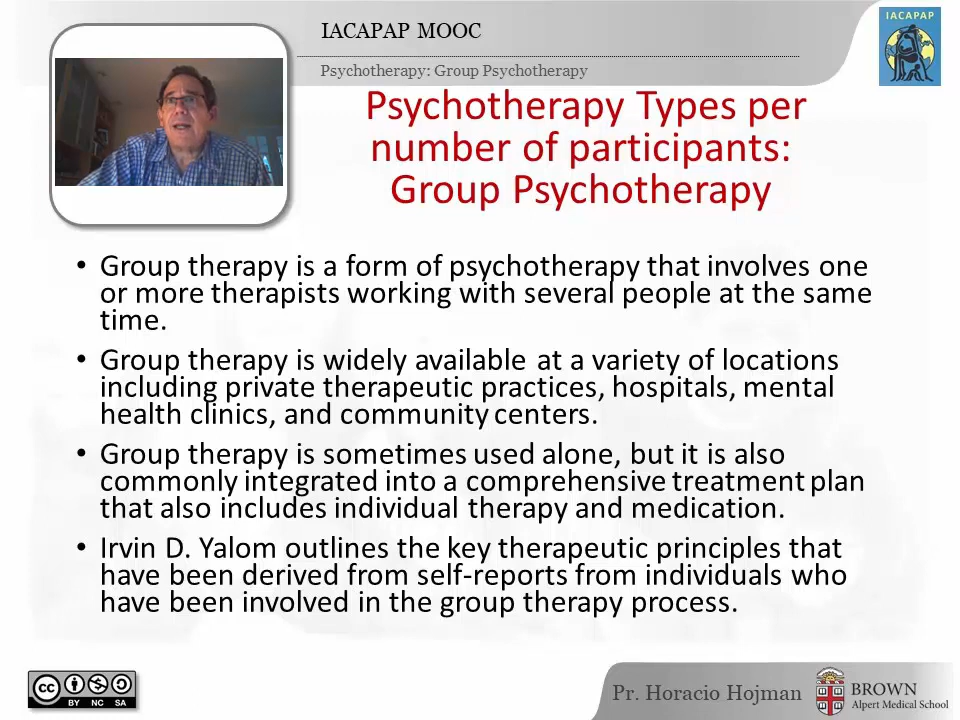 IACAPAP MOOC
IACAPAP
Psychotherapy: Group Psychotherapy
Psychotherapy Types per
number of participants:
Group Psychotherapy
• Group therapy is a form of psychotherapy that involves one
or more therapists working with several people at the same
time.
• Group therapy is widely available at a variety of locations
including private therapeutic practices, hospitals, mental
health clinics, and community centers.
• Group therapy is sometimes used alone, but it is also
commonly integrated into a comprehensive treatment plan
that also includes individual therapy and medication.
• Irvin D. Yalom outlines the key therapeutic principles that
have been derived from self-reports from individuals who
have been involved in the group therapy process.
cc
BY NC SA
Pr. Horacio Hojman
BROWN
Alpert Medical School